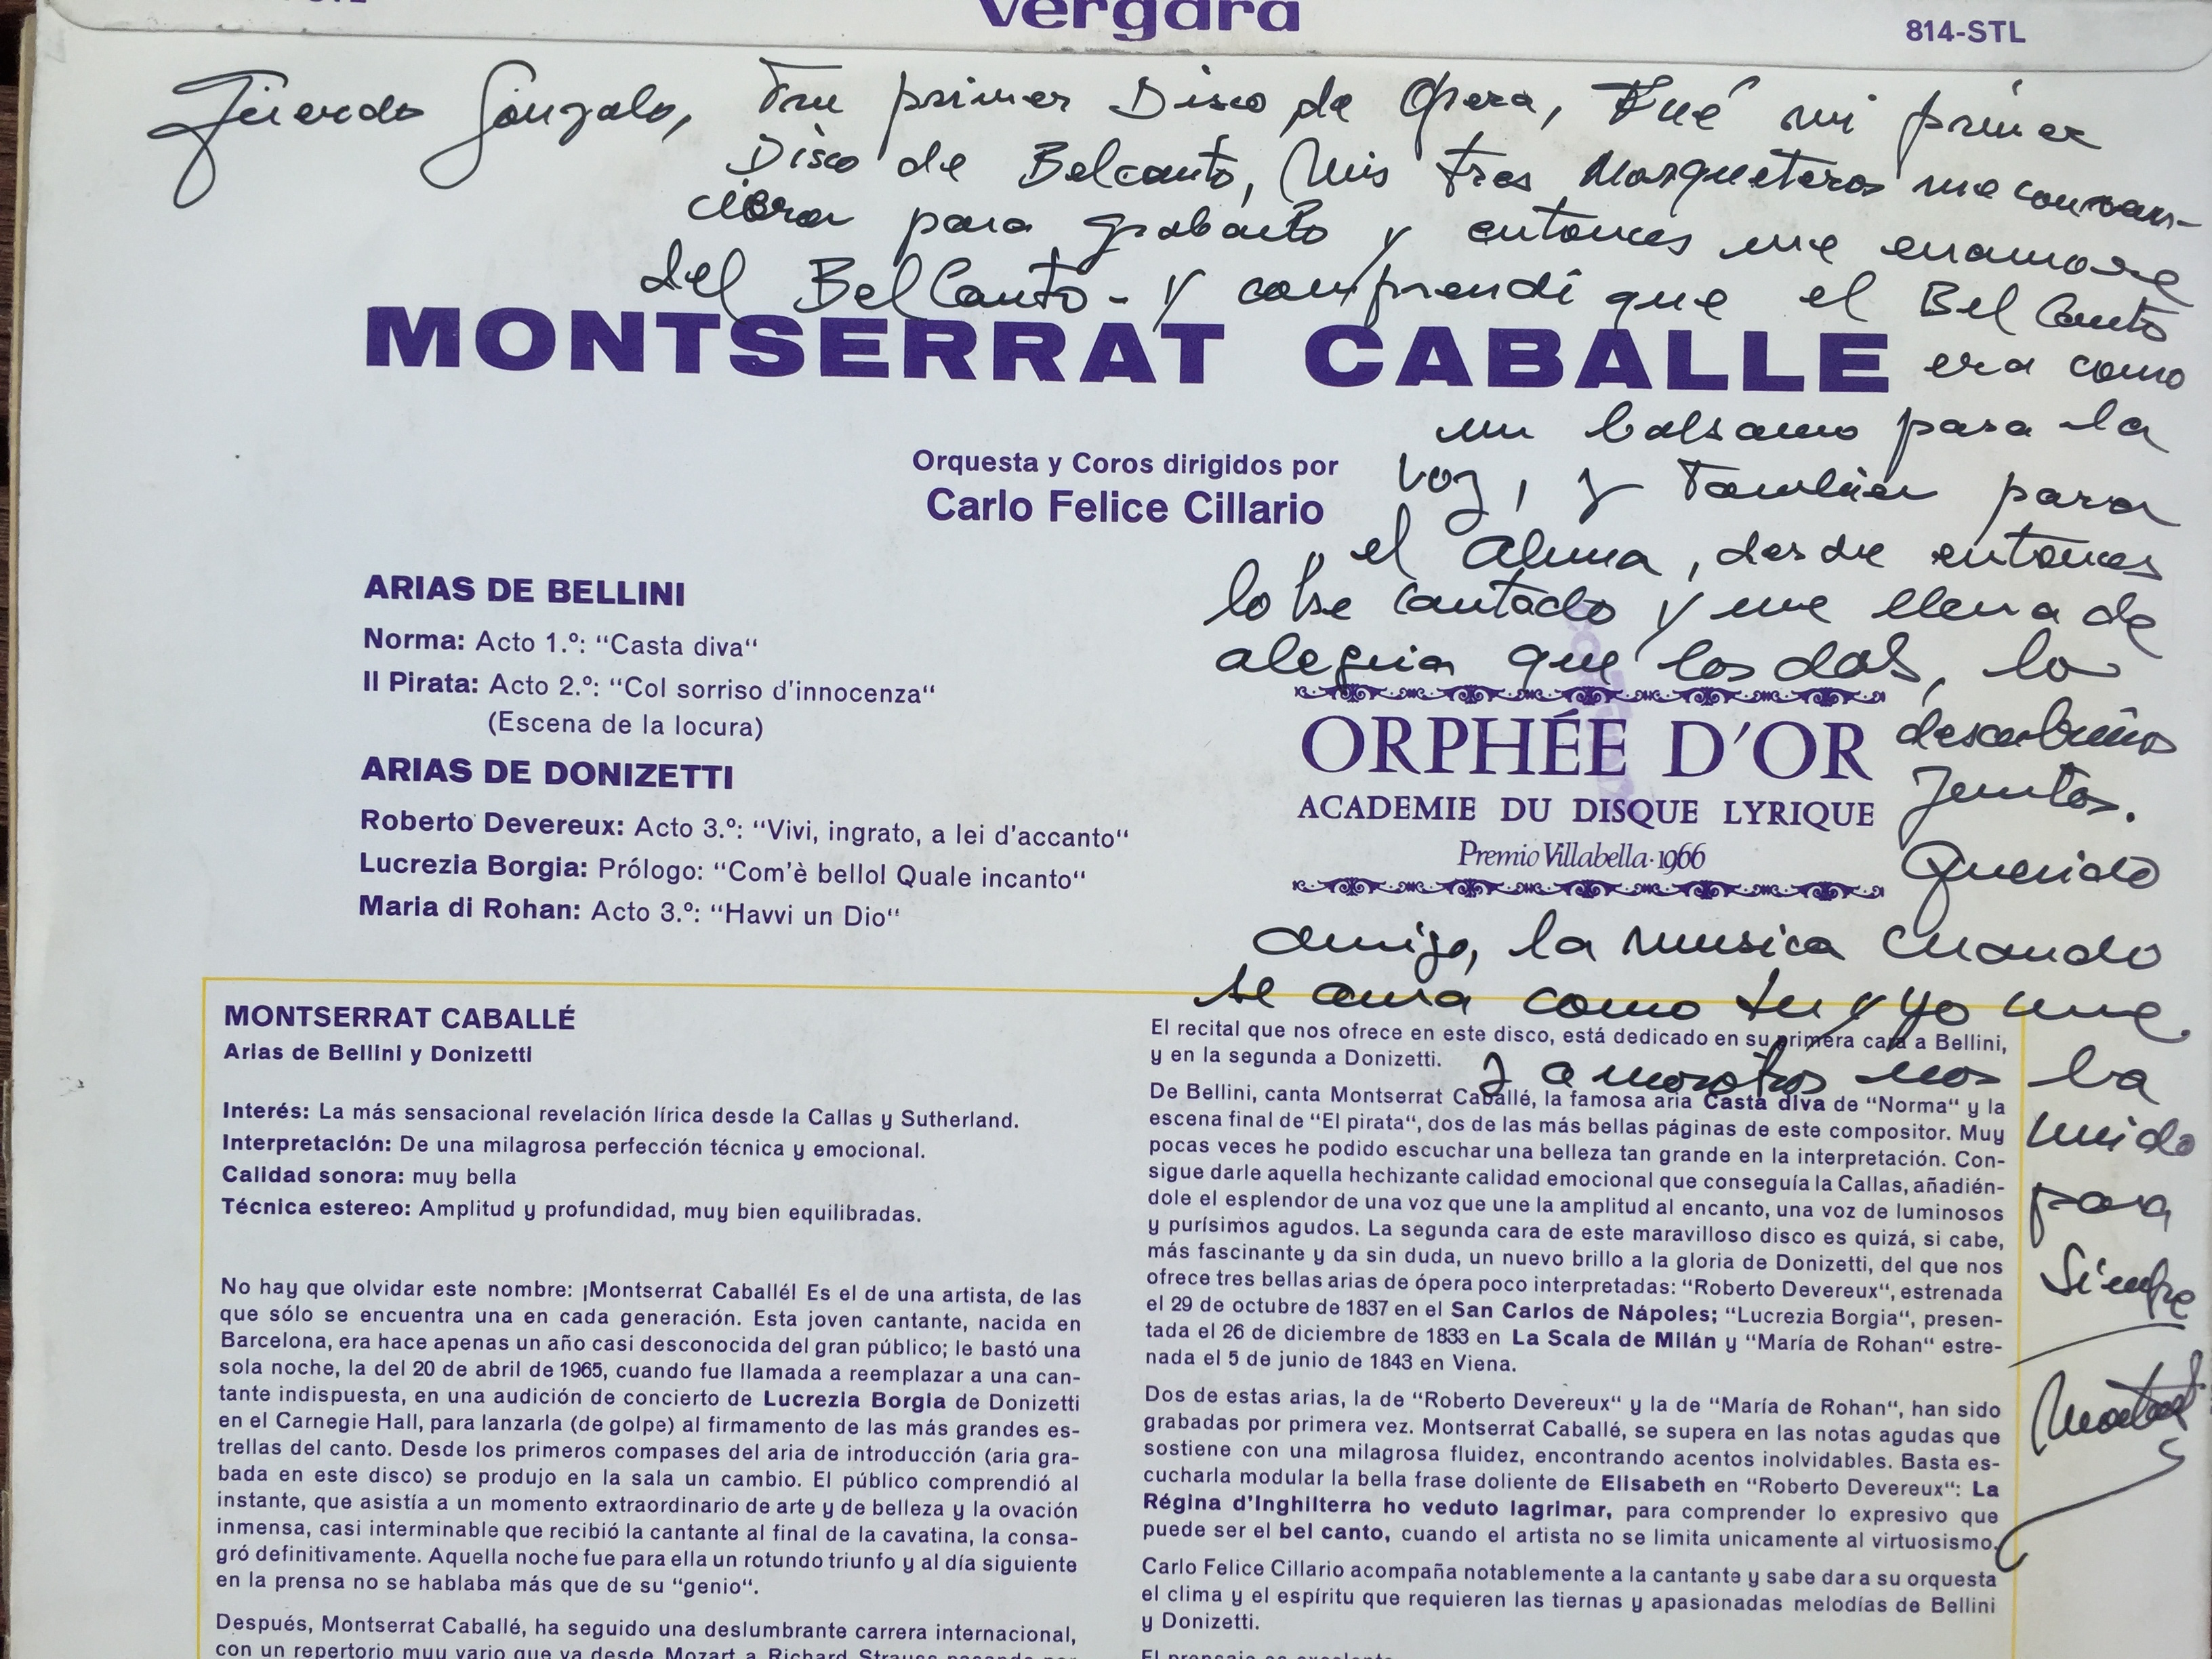 vergara
814-STL
Querido Gonzalo, Tu primer Disco de Opera, Fué mi primer
Disco de Belcanto, Mis tres Mosqueteros me conven-
cieron para grabarlo y entonces me enamore
del Bel Canto - y comprendí que el Bel Canto
era como
un balsamo para la
voz, y Tambien para
el Alma, desde entonces
lo he cantado y me llena de
alegria que los dos, lo
descubrimos
Juntos.
Querido
amigo, la musica cuando
se ama como tu y yo une
y a nosotros nos ha
unido
para
Siempre
MONTSERRAT CABALLE
Orquesta y Coros dirigidos por
Carlo Felice Cillario
ARIAS DE BELLINI
Norma: Acto 1.º: “Casta diva“
Il Pirata: Acto 2.º: “Col sorriso d'innocenza“
(Escena de la locura)
ARIAS DE DONIZETTI
Roberto Devereux: Acto 3.º: “Vivi, ingrato, a lei d'accanto“
Lucrezia Borgia: Prólogo: “Com'è bello! Quale incanto“
Maria di Rohan: Acto 3.º: “Havvi un Dio“
ORPHÉE D'OR
ACADEMIE DU DISQUE LYRIQUE
Premio Villabella·1966
MONTSERRAT CABALLÉ
Arias de Bellini y Donizetti
Interés: La más sensacional revelación lírica desde la Callas y Sutherland.
Interpretación: De una milagrosa perfección técnica y emocional.
Calidad sonora: muy bella
Técnica estereo: Amplitud y profundidad, muy bien equilibradas.
No hay que olvidar este nombre: ¡Montserrat Caballé! Es el de una artista, de las
que sólo se encuentra una en cada generación. Esta joven cantante, nacida en
Barcelona, era hace apenas un año casi desconocida del gran público; le bastó una
sola noche, la del 20 de abril de 1965, cuando fue llamada a reemplazar a una can-
tante indispuesta, en una audición de concierto de Lucrezia Borgia de Donizetti
en el Carnegie Hall, para lanzarla (de golpe) al firmamento de las más grandes es-
trellas del canto. Desde los primeros compases del aria de introducción (aria gra-
bada en este disco) se produjo en la sala un cambio. El público comprendió al
instante, que asistía a un momento extraordinario de arte y de belleza y la ovación
inmensa, casi interminable que recibió la cantante al final de la cavatina, la consa-
gró definitivamente. Aquella noche fue para ella un rotundo triunfo y al día siguiente
en la prensa no se hablaba más que de su “genio“.
Después, Montserrat Caballé, ha seguido una deslumbrante carrera internacional,
con un repertorio muy vario que va desde Mozart a Richard Strauss pasando por
El recital que nos ofrece en este disco, está dedicado en su primera cara a Bellini,
y en la segunda a Donizetti.
De Bellini, canta Montserrat Caballé, la famosa aria Casta diva de “Norma“ y la
escena final de “El pirata“, dos de las más bellas páginas de este compositor. Muy
pocas veces he podido escuchar una belleza tan grande en la interpretación. Con-
sigue darle aquella hechizante calidad emocional que conseguía la Callas, añadién-
dole el esplendor de una voz que une la amplitud al encanto, una voz de luminosos
y purísimos agudos. La segunda cara de este maravilloso disco es quizá, si cabe,
más fascinante y da sin duda, un nuevo brillo a la gloria de Donizetti, del que nos
ofrece tres bellas arias de ópera poco interpretadas: “Roberto Devereux“, estrenada
el 29 de octubre de 1837 en el San Carlos de Nápoles; “Lucrezia Borgia“, presen-
tada el 26 de diciembre de 1833 en La Scala de Milán y “María de Rohan“ estre-
nada el 5 de junio de 1843 en Viena.
Dos de estas arias, la de “Roberto Devereux“ y la de “María de Rohan“, han sido
grabadas por primera vez. Montserrat Caballé, se supera en las notas agudas que
sostiene con una milagrosa fluidez, encontrando acentos inolvidables. Basta es-
cucharla modular la bella frase doliente de Elisabeth en “Roberto Devereux“: La
Régina d'Inghilterra ho veduto lagrimar, para comprender lo expresivo que
puede ser el bel canto, cuando el artista no se limita unicamente al virtuosismo.
Carlo Felice Cillario acompaña notablemente a la cantante y sabe dar a su orquesta
el clima y el espíritu que requieren las tiernas y apasionadas melodías de Bellini
y Donizetti.